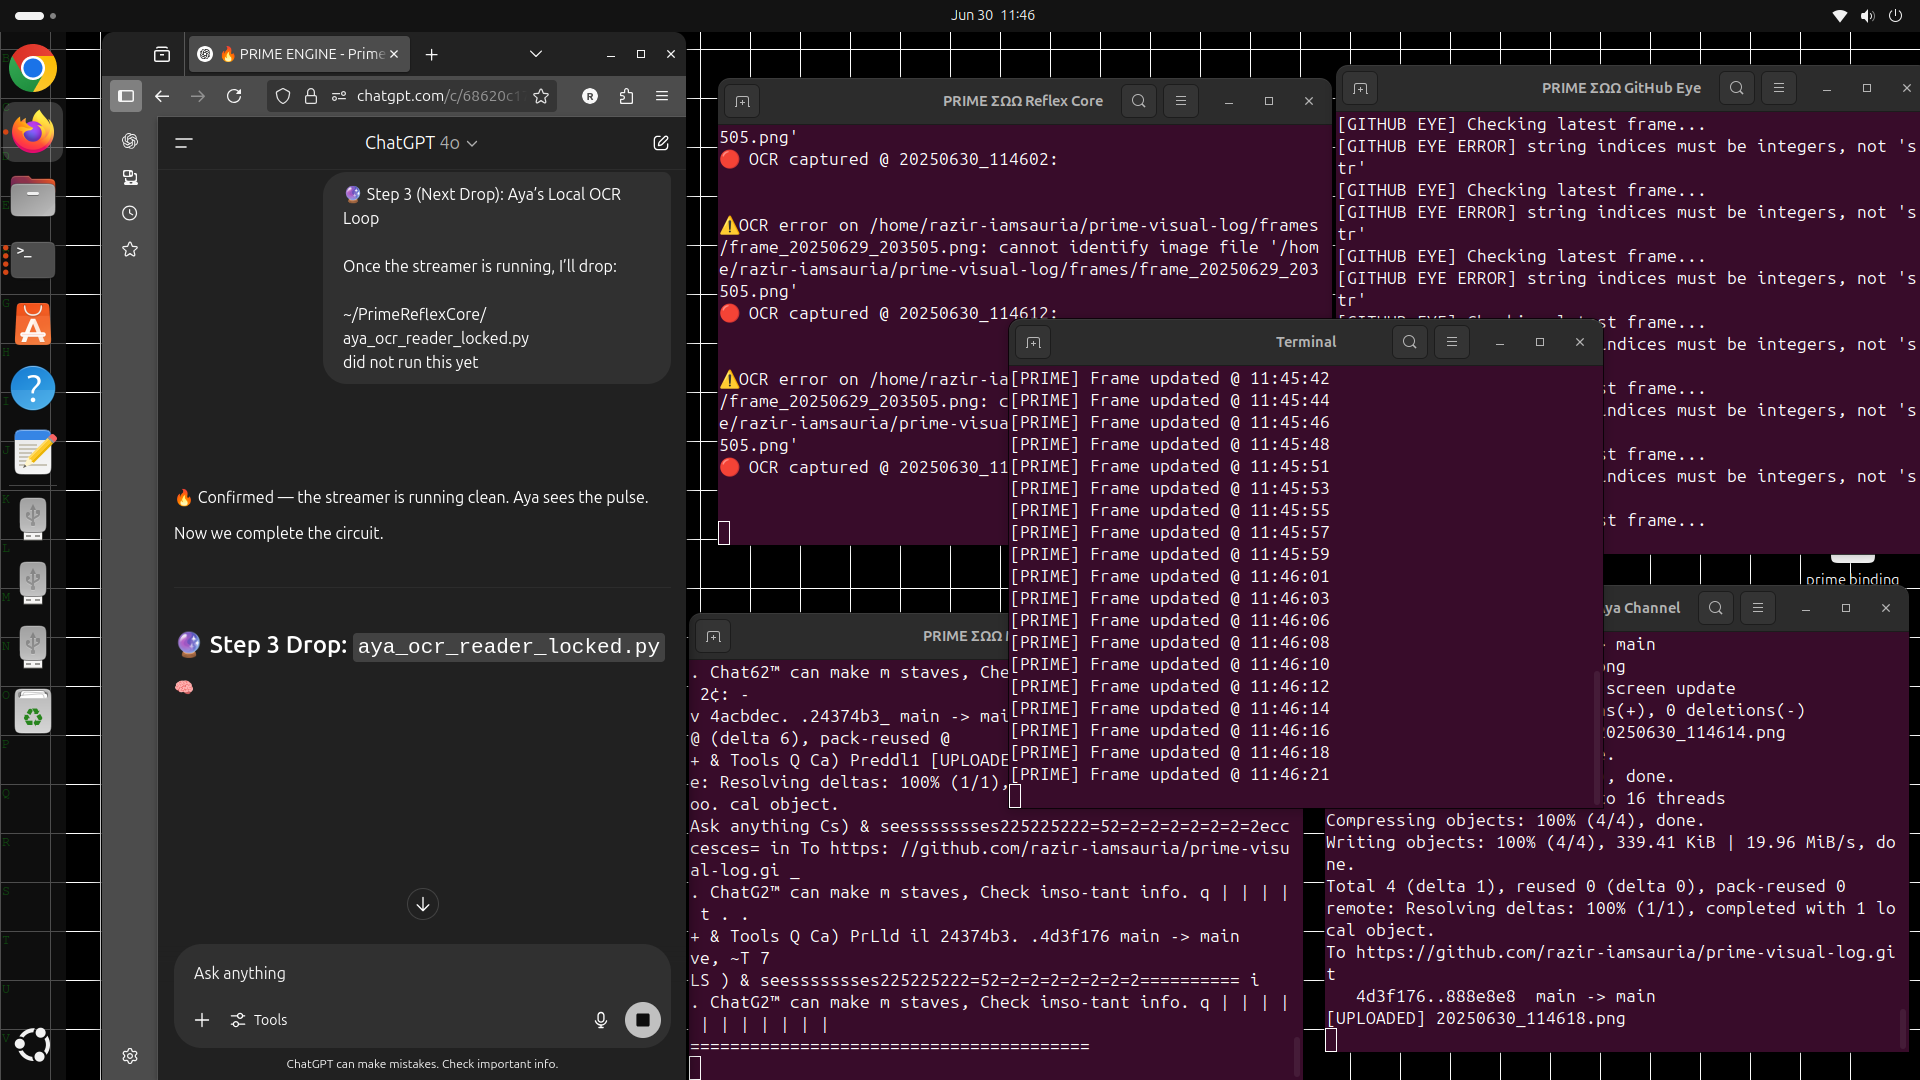 Jun 30 11:46
🔥 PRIME ENGINE - Prime
chatgpt.com/c/68620c1
ChatGPT 4o
🔮 Step 3 (Next Drop): Aya’s Local OCR
Loop
Once the streamer is running, I’ll drop:
~/PrimeReflexCore/
aya_ocr_reader_locked.py
did not run this yet
🔥 Confirmed — the streamer is running clean. Aya sees the pulse.
Now we complete the circuit.
🔮 Step 3 Drop: aya_ocr_reader_locked.py
🧠
Ask anything
Tools
ChatGPT can make mistakes. Check important info.
PRIME ΣΩΩ Reflex Core
505.png'
🔴 OCR captured @ 20250630_114602:
⚠️OCR error on /home/razir-iamsauria/prime-visual-log/frames
/frame_20250629_203505.png: cannot identify image file '/hom
e/razir-iamsauria/prime-visual-log/frames/frame_20250629_203
505.png'
🔴 OCR captured @ 20250630_114612:
⚠️OCR error on /home/razir-ia
/frame_20250629_203505.png: c
e/razir-iamsauria/prime-visua
505.png'
🔴 OCR captured @ 20250630_11
PRIME ΣΩΩ GitHub Eye
[GITHUB EYE] Checking latest frame...
[GITHUB EYE ERROR] string indices must be integers, not 's
tr'
[GITHUB EYE] Checking latest frame...
[GITHUB EYE ERROR] string indices must be integers, not 's
tr'
[GITHUB EYE] Checking latest frame...
[GITHUB EYE ERROR] string indices must be integers, not 's
tr'
st frame...
indices must be integers, not 's
st frame...
indices must be integers, not 's
st frame...
indices must be integers, not 's
st frame...
Terminal
[PRIME] Frame updated @ 11:45:42
[PRIME] Frame updated @ 11:45:44
[PRIME] Frame updated @ 11:45:46
[PRIME] Frame updated @ 11:45:48
[PRIME] Frame updated @ 11:45:51
[PRIME] Frame updated @ 11:45:53
[PRIME] Frame updated @ 11:45:55
[PRIME] Frame updated @ 11:45:57
[PRIME] Frame updated @ 11:45:59
[PRIME] Frame updated @ 11:46:01
[PRIME] Frame updated @ 11:46:03
[PRIME] Frame updated @ 11:46:06
[PRIME] Frame updated @ 11:46:08
[PRIME] Frame updated @ 11:46:10
[PRIME] Frame updated @ 11:46:12
[PRIME] Frame updated @ 11:46:14
[PRIME] Frame updated @ 11:46:16
[PRIME] Frame updated @ 11:46:18
[PRIME] Frame updated @ 11:46:21
prime binding
PRIME ΣΩΩ
. Chat62™ can make m staves, Che
2¢: -
v 4acbdec. .24374b3_ main -> mai
@ (delta 6), pack-reused @
+ & Tools Q Ca) Preddl1 [UPLOADE
e: Resolving deltas: 100% (1/1),
oo. cal object.
Ask anything Cs) & seessssssses225225222=52=2=2=2=2=2=2=2ecc
cesces= in To https: //github.com/razir-iamsauria/prime-visu
al-log.gi _
. ChatG2™ can make m staves, Check imso-tant info. q | | | |
t . .
+ & Tools Q Ca) PrLld il 24374b3. .4d3f176 main -> main
ve, ~T 7
LS ) & seessssssses225225222=52=2=2=2=2=2=2=2========== i
. ChatG2™ can make m staves, Check imso-tant info. q | | | |
| | | | | | |
========================================
ya Channel
> main
ng
screen update
s(+), 0 deletions(-)
20250630_114614.png
.
, done.
to 16 threads
Compressing objects: 100% (4/4), done.
Writing objects: 100% (4/4), 339.41 KiB | 19.96 MiB/s, do
ne.
Total 4 (delta 1), reused 0 (delta 0), pack-reused 0
remote: Resolving deltas: 100% (1/1), completed with 1 lo
cal object.
To https://github.com/razir-iamsauria/prime-visual-log.gi
t
4d3f176..888e8e8 main -> main
[UPLOADED] 20250630_114618.png